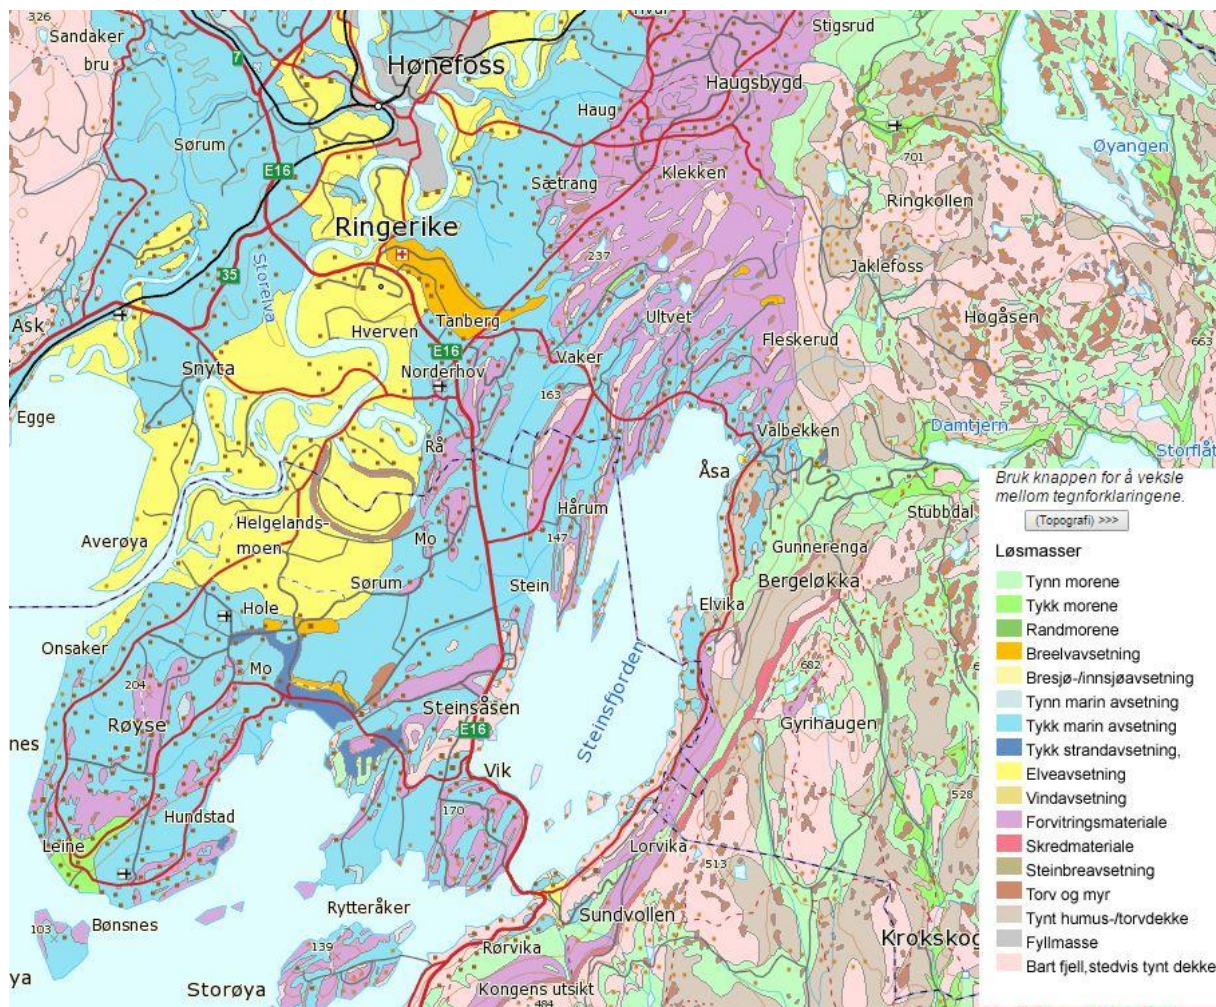 326
Sandaker
bru
7
Hønefoss
Stigsrud
Haugsbygd
Haug
Øyangen
Sørum
E16
701
Sætrang
Klekken
Ringkollen
Ringerike
237
Jaklefoss
35
Storelva
Ask
Hverven
Tanberg
Ultvet
Høgåsen
E16
Fleskerud
663
Snyta
Vaker
Norderhov
163
Egge
Damtjern
Valbekken
Rå
Storflåt
Åsa
Bruk knappen for å veksle
mellom tegnforklaringene.
(Topografi) >>>
Hårum
Stubbdal
Helgelands-
moen
Averøya
Mo
147
Gunnerenga
Løsmasser
Sørum
Stein
Bergeløkka
Tynn morene
Hole
Elvika
Tykk morene
Onsaker
Randmorene
Mo
682
Breelvavsetning
204
Bresjø-/innsjøavsetning
Steinsfjorden
Tynn marin avsetning
Røyse
Steinsåsen
Gyrihaugen
Tykk marin avsetning
nes
E16
Tykk strandavsetning,
Vik
Elveavsetning
528
Vindavsetning
Hundstad
170
Forvitringsmateriale
Leine
Lorvika
Skredmateriale
513
Steinbreavsetning
Torv og myr
Rytteråker
Sundvollen
Tynt humus-/torvdekke
Bønsnes
103
Krokskog
Fyllmasse
139
Rørvika
Bart fjell,stedvis tynt dekke
ya
Storøya
Kongens utsikt
484